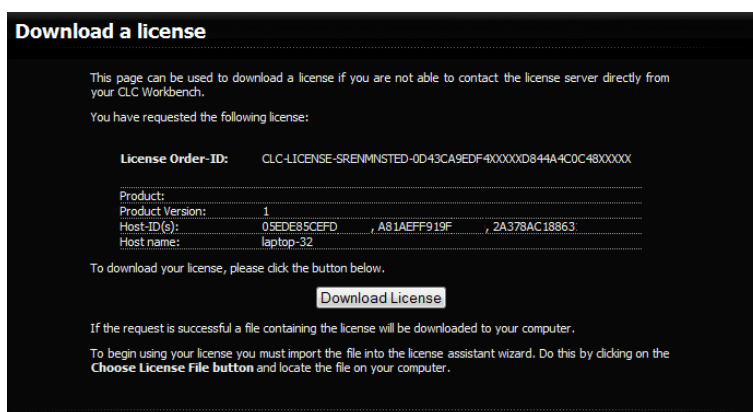 Download a license
This page can be used to download a license if you are not able to contact the license server directly from
your CLC Workbench.
You have requested the following license:
License Order-ID: CLC-LICENSE-SRENMNSTED-0D43CA9EDF4XXXXXD844A4C0C48XXXXX
Product:
Product Version: 1
Host-ID(s): 05EDE85CEFD , A81AEFF919F , 2A378AC18863
Host name: laptop-32
To download your license, please click the button below.
Download License
If the request is successful a file containing the license will be downloaded to your computer.
To begin using your license you must import the file into the license assistant wizard. Do this by clicking on the
Choose License File button and locate the file on your computer.